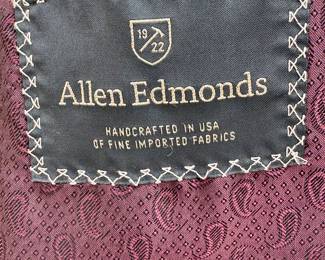 19
22
Allen Edmonds
HANDCRAFTED IN USA
OF FINE IMPORTED FABRICS